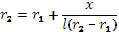 r₂ = r₁ + x / l(r₂ − r₁)